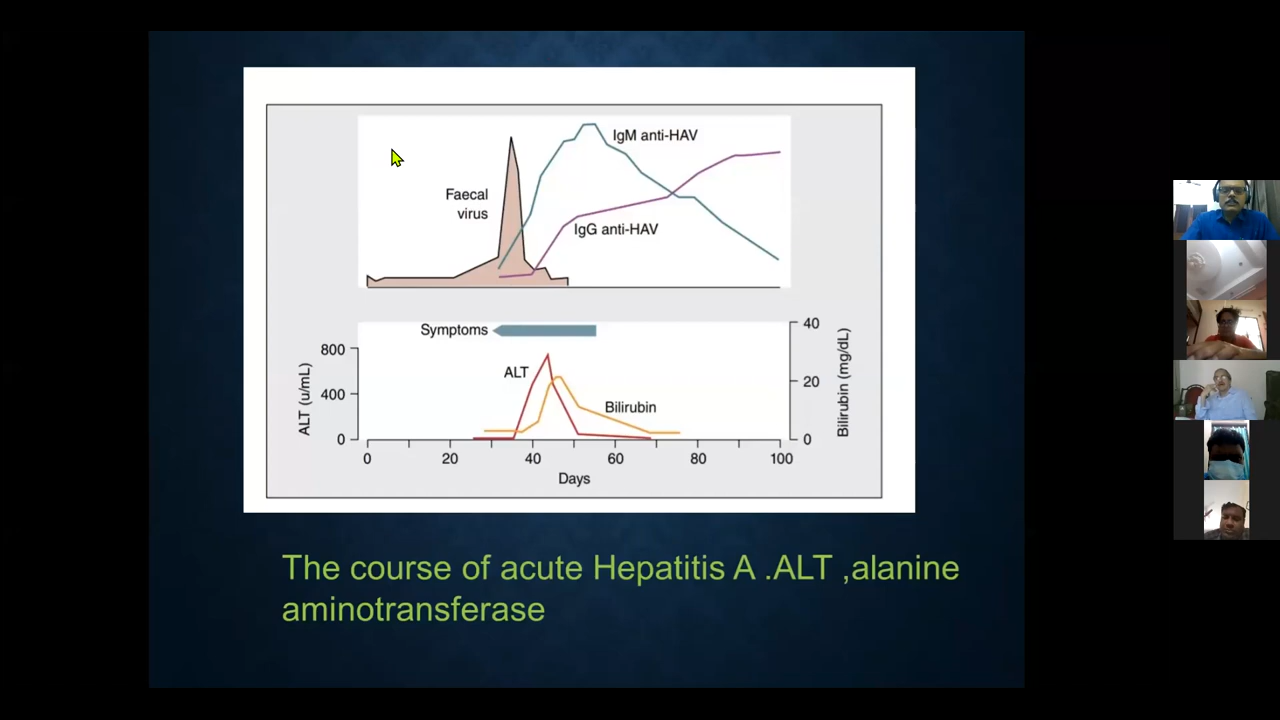 IgM anti-HAV
Faecal
virus
IgG anti-HAV
Symptoms
40
800
ALT
20
400
Bilirubin
0
0
ALT (u/mL)
Bilirubin (mg/dL)
0 20 40 60 80 100
Days
The course of acute Hepatitis A .ALT ,alanine
aminotransferase